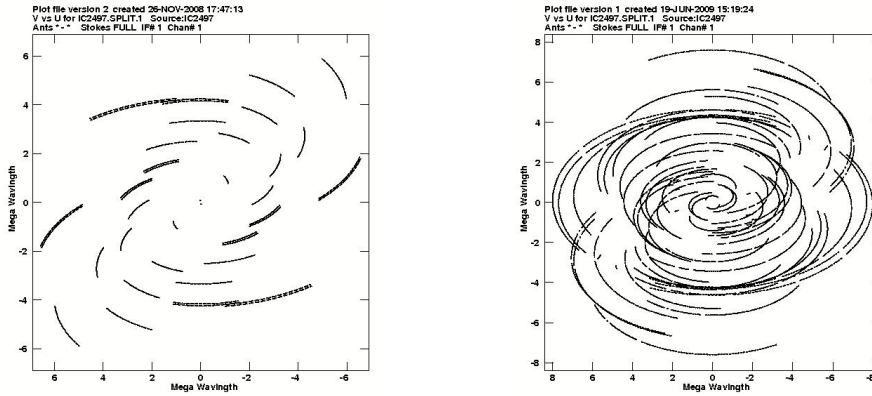 Plot file version 2 created 26-NOV-2008 17:47:13
V vs U for IC2497.SPLIT.1 Source:IC2497
Ants * - * Stokes FULL IF# 1 Chan# 1
6
4
2
0
-2
-4
-6
Mega Wavlngth
6 4 2 0 -2 -4 -6
Mega Wavlngth
Plot file version 1 created 19-JUN-2009 15:19:24
V vs U for IC2497.SPLIT.1 Source:IC2497
Ants * - * Stokes FULL IF# 1 Chan# 1
8
6
4
2
0
-2
-4
-6
-8
Mega Wavlngth
8 6 4 2 0 -2 -4 -6 -8
Mega Wavlngth